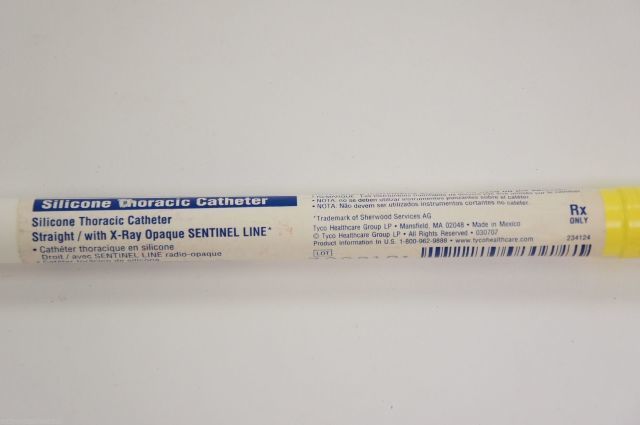 Silicone Thoracic Catheter
Silicone Thoracic Catheter
Straight / with X-Ray Opaque SENTINEL LINE*
• Cathéter thoracique en silicone
Droit / avec SENTINEL LINE radio-opaque
• NOTA. no se deben utilizar instrumentos punzantes sobre el catéter.
• NOTA: Não devem ser utilizados instrumentos cortantes no cateter.
*Trademark of Sherwood Services AG
Tyco Healthcare Group LP • Mansfield, MA 02048 • Made in Mexico
© Tyco Healthcare Group LP • All Rights Reserved • 030707
Product Information in U.S. 1-800-962-9888 • www.tycohealthcare.com
LOT
Rx
ONLY
234124